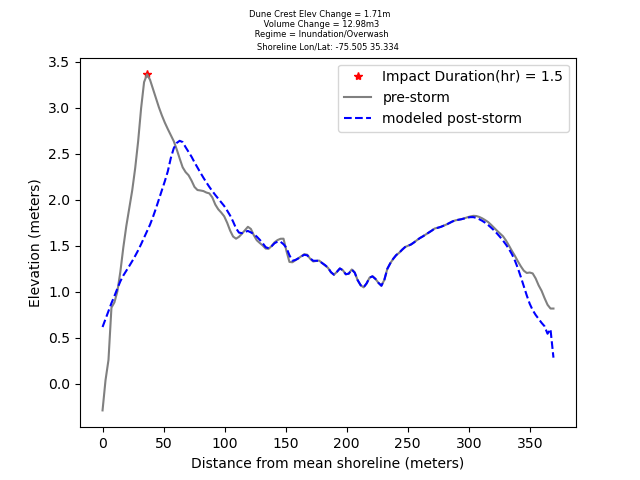 Dune Crest Elev Change = 1.71m
Volume Change = 12.98m3
Regime = Inundation/Overwash
Shoreline Lon/Lat: -75.505 35.334
Impact Duration(hr) = 1.5
pre-storm
modeled post-storm
3.5
3.0
2.5
2.0
1.5
1.0
0.5
0.0
Elevation (meters)
0 50 100 150 200 250 300 350
Distance from mean shoreline (meters)